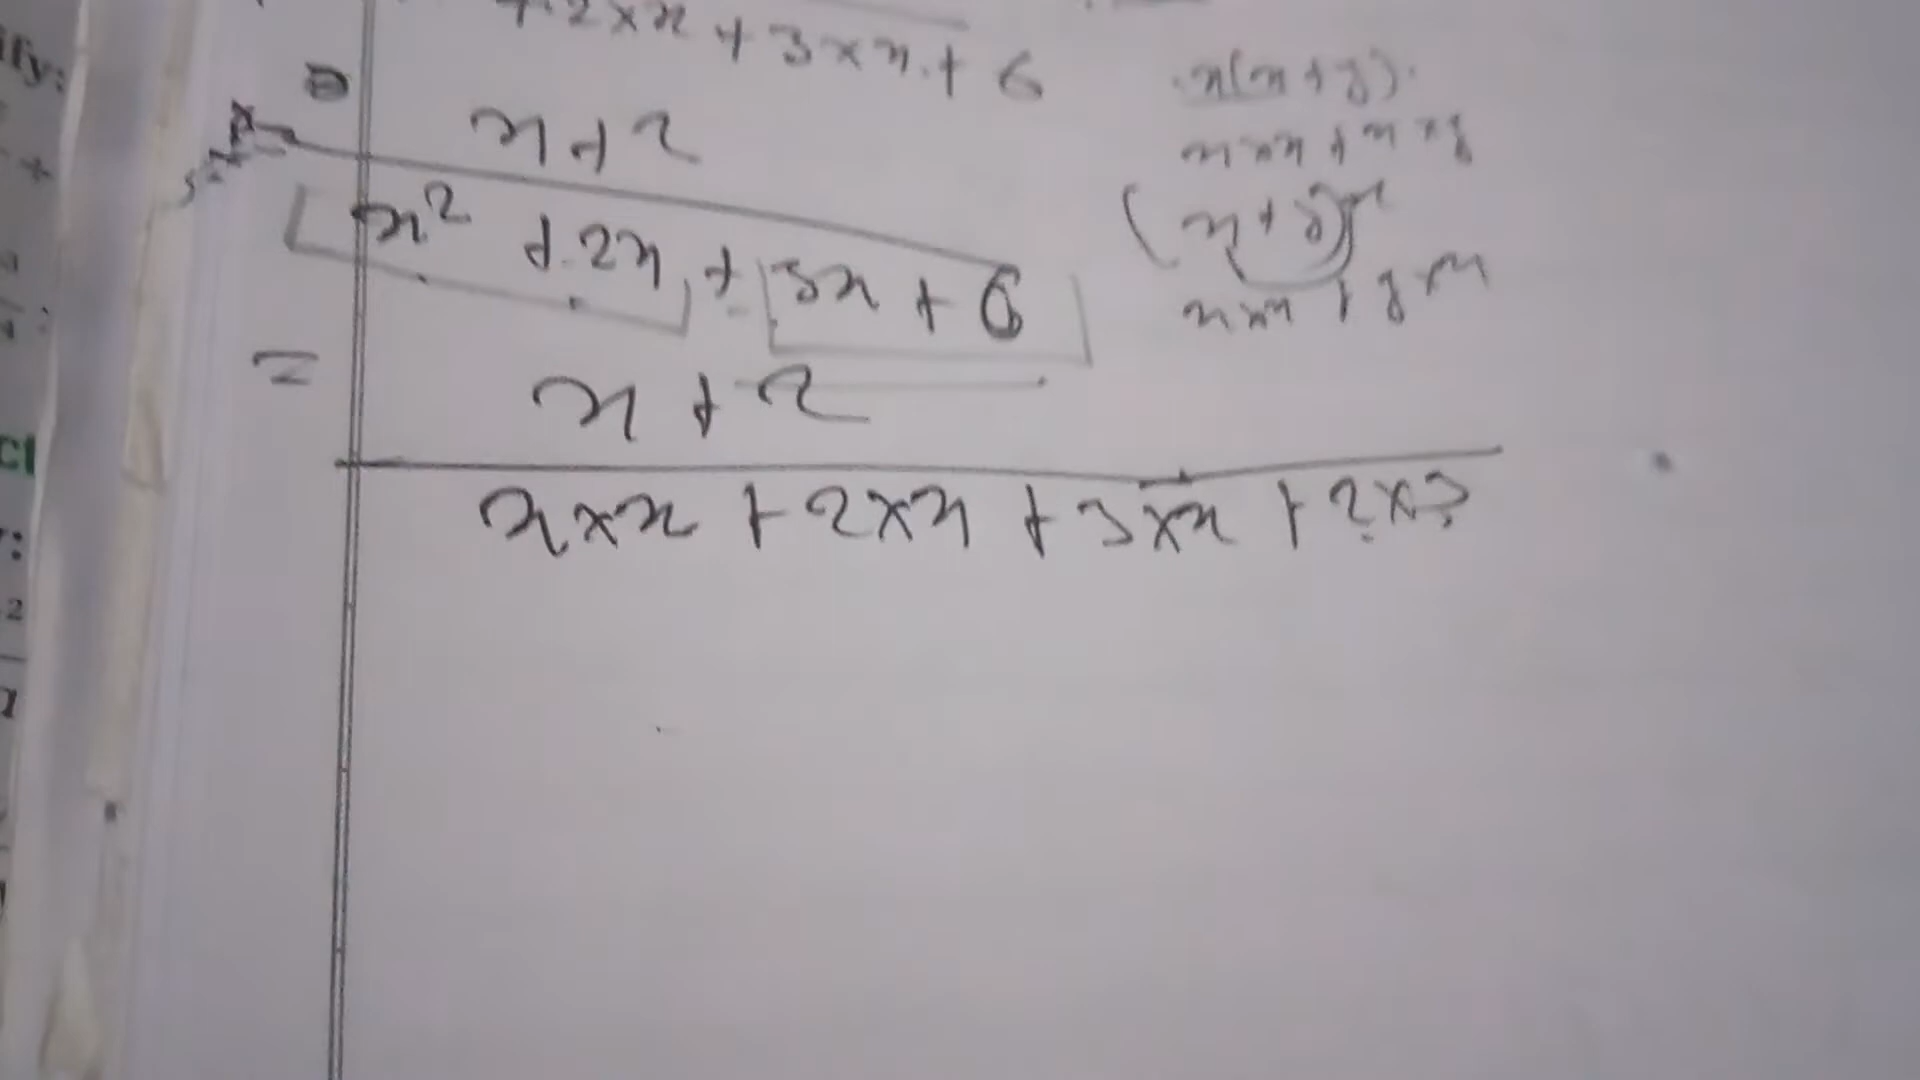 + 2×x + 3×x + 6
x + 2
x² + 2x + 3x + 6
=
x + 2
x×x + 2×x + 3×x + 2×3
x(x+y)
x×x + x×y
(x+y)x
x×x + y×x